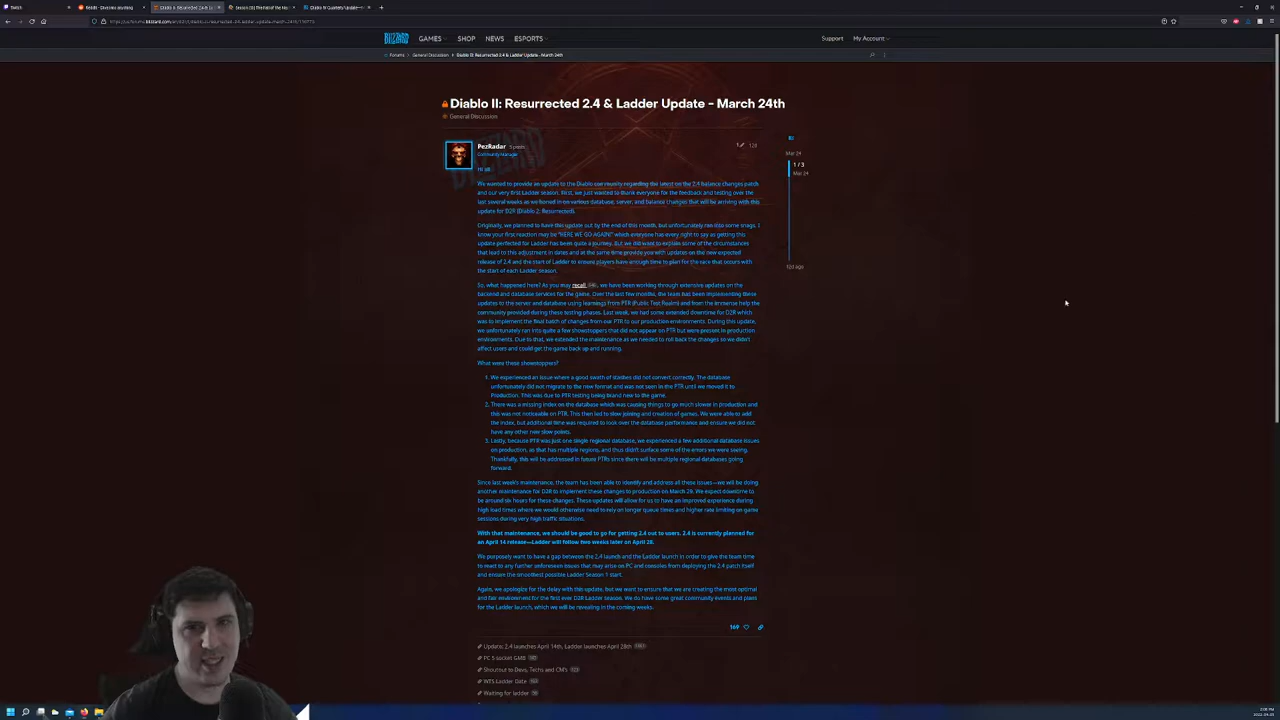 Twitch
Reddit - Dive into anything
Diablo II: Resurrected 2.4 & L
Diablo IV Quarterly Update—
BLIZZARD
GAMES
SHOP
NEWS
ESPORTS
Support
My Account
Forums
General Discussion
Diablo II: Resurrected 2.4 & Ladder Update - March 24th
Diablo II: Resurrected 2.4 & Ladder Update - March 24th
General Discussion
PezRadar 5 posts
Community Manager
Mar 24
1 / 3
Mar 24
10d ago
Hi all
We wanted to provide an update to the Diablo community regarding the latest on the 2.4 balance changes patch
and our very first Ladder season. First, we just wanted to thank everyone for the feedback and testing over the
last several weeks as we honed in on various database, server, and balance changes that will be arriving with this
update for D2R (Diablo 2: Resurrected).
Originally, we planned to have this update out by the end of this month, but unfortunately ran into some snags. I
know your first reaction may be "HERE WE GO AGAIN!" which everyone has every right to say as getting this
update perfected for Ladder has been quite a journey. But we did want to explain some of the circumstances
that lead to this adjustment in dates and at the same time provide you with updates on the new expected
release of 2.4 and the start of Ladder to ensure players have enough time to plan for the race that occurs with
the start of each Ladder season.
So, what happened here? As you may recall, we have been working through extensive updates on the
backend and database services for the game. Over the last few months, the team has been implementing these
updates to the server and database using learnings from PTR (Public Test Realm) and from the immense help the
community provided during these testing phases. Last week, we had some extended downtime for D2R which
was to implement the final batch of changes from our PTR to our production environments. During this update,
we unfortunately ran into quite a few showstoppers that did not appear on PTR but were present in production
environments. Due to that, we extended the maintenance as we needed to roll back the changes so we didn't
affect users and could get the game back up and running.
What were these showstoppers?
1. We experienced an issue where a good swath of stashes did not convert correctly. The database
unfortunately did not migrate to the new format and was not seen in the PTR until we moved it to
Production. This was due to PTR testing being brand new to the game.
2. There was a missing index on the database which was causing things to go much slower in production and
this was not noticeable on PTR. This then led to slow joining and creation of games. We were able to add
the index, but additional time was required to look over the database performance and ensure we did not
have any other new slow points.
3. Lastly, because PTR was just one single regional database, we experienced a few additional database issues
on production, as that has multiple regions, and thus didn't surface some of the errors we were seeing.
Thankfully, this will be addressed in future PTRs since there will be multiple regional databases going
forward.
Since last week's maintenance, the team has been able to identify and address all these issues—we will be doing
another maintenance for D2R to implement these changes to production on March 29. We expect downtime to
be around six hours for these changes. These updates will allow for us to have an improved experience during
high load times where we would otherwise need to rely on longer queue times and higher rate limiting on game
sessions during very high traffic situations.
With that maintenance, we should be good to go for getting 2.4 out to users. 2.4 is currently planned for
an April 14 release—Ladder will follow two weeks later on April 28.
We purposely want to have a gap between the 2.4 launch and the Ladder launch in order to give the team time
to react to any further unforeseen issues that may arise on PC and consoles from deploying the 2.4 patch itself
and ensure the smoothest possible Ladder Season 1 start.
Again, we apologize for the delay with this update, but we want to ensure that we are creating the most optimal
and fair environment for the first ever D2R Ladder season. We do have some great community events and plans
for the Ladder launch, which we will be revealing in the coming weeks.
169
Update: 2.4 launches April 14th, Ladder launches April 28th
PC 5 socket GMB
Shoutout to Devs, Techs and CM's
Ladder Date
Waiting for ladder